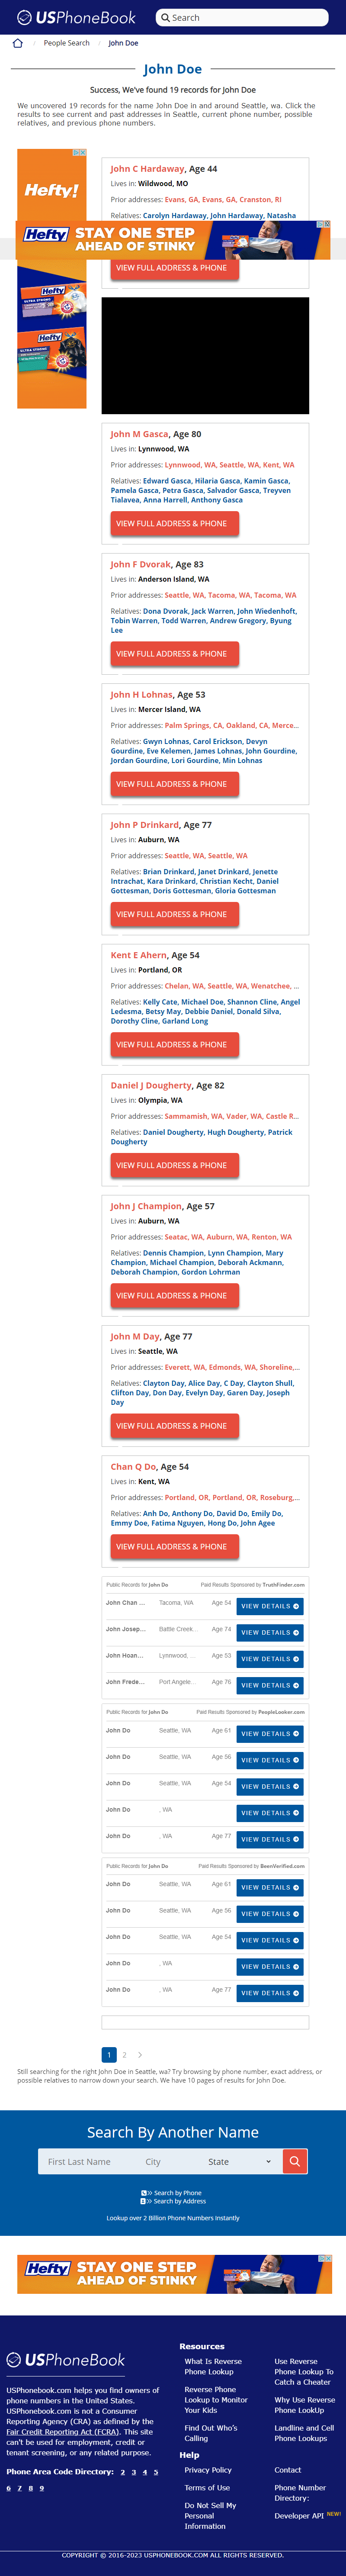 USPHONEBOOK
Search
People Search
John Doe
John Doe
Success, We've found 19 records for John Doe
We uncovered 19 records for the name John Doe in and around Seattle, wa. Click the
results to see current and past addresses in Seattle, current phone number, possible
relatives, and previous phone numbers.
Hefty!
John C Hardaway, Age 44
Lives in: Wildwood, MO
Prior addresses: Evans, GA, Evans, GA, Cranston, RI
Relatives: Carolyn Hardaway, John Hardaway, Natasha
Hefty STAY ONE STEP
AHEAD OF STINKY
VIEW FULL ADDRESS & PHONE
John M Gasca, Age 80
Lives in: Lynnwood, WA
Prior addresses: Lynnwood, WA, Seattle, WA, Kent, WA
Relatives: Edward Gasca, Hilaria Gasca, Kamin Gasca,
Pamela Gasca, Petra Gasca, Salvador Gasca, Treyven
Tialavea, Anna Harrell, Anthony Gasca
VIEW FULL ADDRESS & PHONE
John F Dvorak, Age 83
Lives in: Anderson Island, WA
Prior addresses: Seattle, WA, Tacoma, WA, Tacoma, WA
Relatives: Dona Dvorak, Jack Warren, John Wiedenhoft,
Tobin Warren, Todd Warren, Andrew Gregory, Byung
Lee
VIEW FULL ADDRESS & PHONE
John H Lohnas, Age 53
Lives in: Mercer Island, WA
Prior addresses: Palm Springs, CA, Oakland, CA, Merce...
Relatives: Gwyn Lohnas, Carol Erickson, Devyn
Gourdine, Eve Kelemen, James Lohnas, John Gourdine,
Jordan Gourdine, Lori Gourdine, Min Lohnas
VIEW FULL ADDRESS & PHONE
John P Drinkard, Age 77
Lives in: Auburn, WA
Prior addresses: Seattle, WA, Seattle, WA
Relatives: Brian Drinkard, Janet Drinkard, Jenette
Intrachat, Kara Drinkard, Christian Kecht, Daniel
Gottesman, Doris Gottesman, Gloria Gottesman
VIEW FULL ADDRESS & PHONE
Kent E Ahern, Age 54
Lives in: Portland, OR
Prior addresses: Chelan, WA, Seattle, WA, Wenatchee, ...
Relatives: Kelly Cate, Michael Doe, Shannon Cline, Angel
Ledesma, Betsy May, Debbie Daniel, Donald Silva,
Dorothy Cline, Garland Long
VIEW FULL ADDRESS & PHONE
Daniel J Dougherty, Age 82
Lives in: Olympia, WA
Prior addresses: Sammamish, WA, Vader, WA, Castle R...
Relatives: Daniel Dougherty, Hugh Dougherty, Patrick
Dougherty
VIEW FULL ADDRESS & PHONE
John J Champion, Age 57
Lives in: Auburn, WA
Prior addresses: Seatac, WA, Auburn, WA, Renton, WA
Relatives: Dennis Champion, Lynn Champion, Mary
Champion, Michael Champion, Deborah Ackmann,
Deborah Champion, Gordon Lohrman
VIEW FULL ADDRESS & PHONE
John M Day, Age 77
Lives in: Seattle, WA
Prior addresses: Everett, WA, Edmonds, WA, Shoreline,...
Relatives: Clayton Day, Alice Day, C Day, Clayton Shull,
Clifton Day, Don Day, Evelyn Day, Garen Day, Joseph
Day
VIEW FULL ADDRESS & PHONE
Chan Q Do, Age 54
Lives in: Kent, WA
Prior addresses: Portland, OR, Portland, OR, Roseburg,...
Relatives: Anh Do, Anthony Do, David Do, Emily Do,
Emmy Doe, Fatima Nguyen, Hong Do, John Agee
VIEW FULL ADDRESS & PHONE
Public Records for John Do Paid Results Sponsored by TruthFinder.com
John Chan ... Tacoma, WA Age 54 VIEW DETAILS
John Josep... Battle Creek... Age 74 VIEW DETAILS
John Hoan... Lynnwood, ... Age 53 VIEW DETAILS
John Frede... Port Angele... Age 76 VIEW DETAILS
Public Records for John Do Paid Results Sponsored by PeopleLooker.com
John Do Seattle, WA Age 61 VIEW DETAILS
John Do Seattle, WA Age 56 VIEW DETAILS
John Do Seattle, WA Age 54 VIEW DETAILS
John Do , WA VIEW DETAILS
John Do , WA Age 77 VIEW DETAILS
Public Records for John Do Paid Results Sponsored by BeenVerified.com
John Do Seattle, WA Age 61 VIEW DETAILS
John Do Seattle, WA Age 56 VIEW DETAILS
John Do Seattle, WA Age 54 VIEW DETAILS
John Do , WA VIEW DETAILS
John Do , WA Age 77 VIEW DETAILS
1 2
Still searching for the right John Doe in Seattle, wa? Try browsing by phone number, exact address, or
possible relatives to narrow down your search. We have 10 pages of results for John Doe.
Search By Another Name
First Last Name City State
Search by Phone
Search by Address
Lookup over 2 Billion Phone Numbers Instantly
Hefty STAY ONE STEP
AHEAD OF STINKY
USPHONEBOOK
USPhonebook.com helps you find owners of
phone numbers in the United States.
USPhonebook.com is not a Consumer
Reporting Agency (CRA) as defined by the
Fair Credit Reporting Act (FCRA). This site
can't be used for employment, credit or
tenant screening, or any related purpose.
Phone Area Code Directory: 2 3 4 5
6 7 8 9
Resources
What Is Reverse
Phone Lookup
Reverse Phone
Lookup to Monitor
Your Kids
Find Out Who's
Calling
Use Reverse
Phone Lookup To
Catch a Cheater
Why Use Reverse
Phone LookUp
Landline and Cell
Phone Lookups
Help
Privacy Policy
Terms of Use
Do Not Sell My
Personal
Information
Contact
Phone Number
Directory:
Developer API NEW!
COPYRIGHT © 2016-2023 USPHONEBOOK.COM ALL RIGHTS RESERVED.